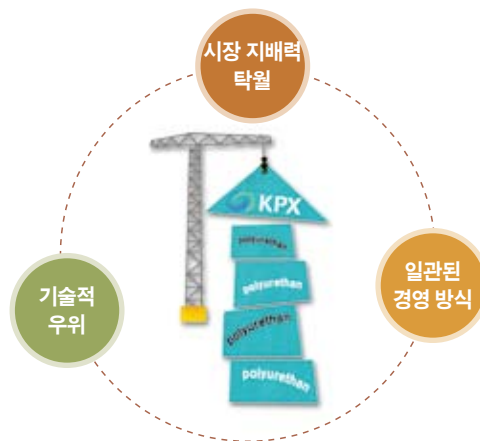 시장 지배력
탁월
KPX
polyurethan
polyurethan
polyurethan
polyurethan
일관된
경영 방식
기술적
우위